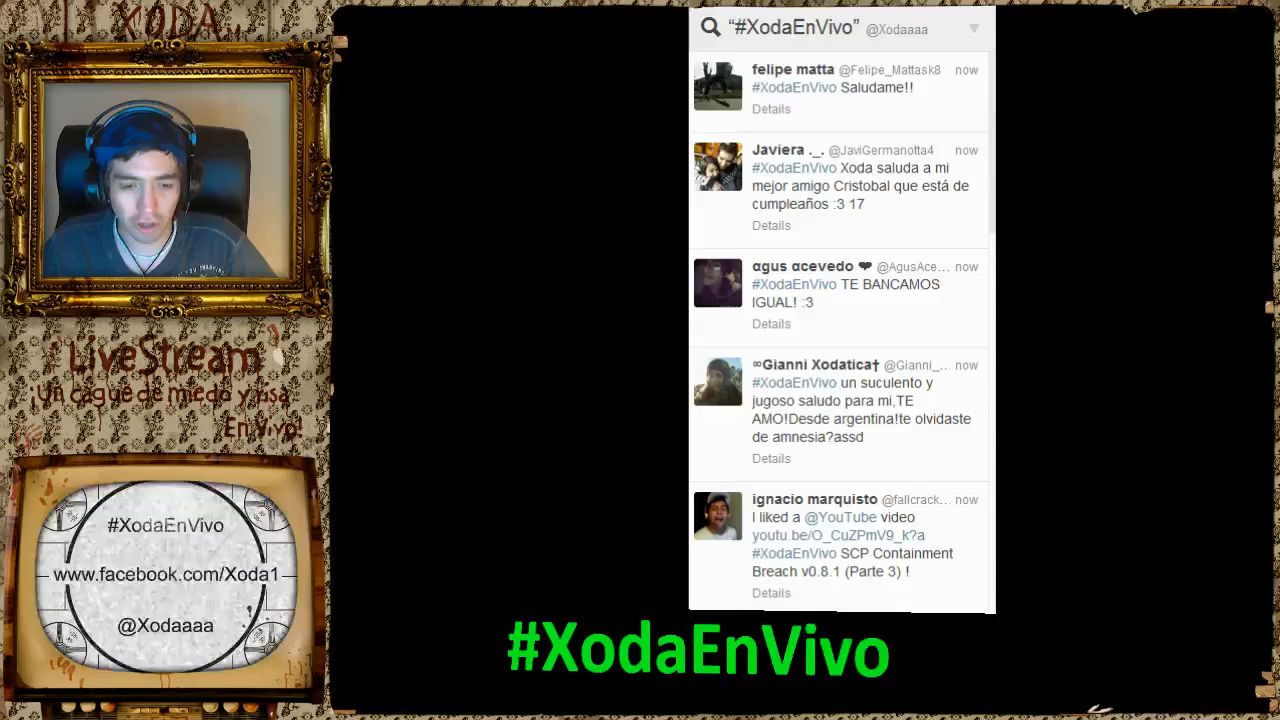 XODA
LiveStream
Un cague de miedo y risa
En Vivo!
#XodaEnVivo
www.facebook.com/Xoda1
@Xodaaaa
“#XodaEnVivo” @Xodaaaa
felipe matta @Felipe_Mattask8 now
#XodaEnVivo Saludame!!
Details
Javiera ._. @JaviGermanotta4 now
#XodaEnVivo Xoda saluda a mi
mejor amigo Cristobal que está de
cumpleaños :3 17
Details
αgus αcevedo ❤ @AgusAce... now
#XodaEnVivo TE BANCAMOS
IGUAL! :3
Details
∞Gianni Xodatica† @Gianni_... now
#XodaEnVivo un suculento y
jugoso saludo para mi,TE
AMO!Desde argentina!te olvidaste
de amnesia?assd
Details
ignacio marquisto @fallcrack... now
I liked a @YouTube video
youtu.be/O_CuZPmV9_k?a
#XodaEnVivo SCP Containment
Breach v0.8.1 (Parte 3) !
Details
#XodaEnVivo